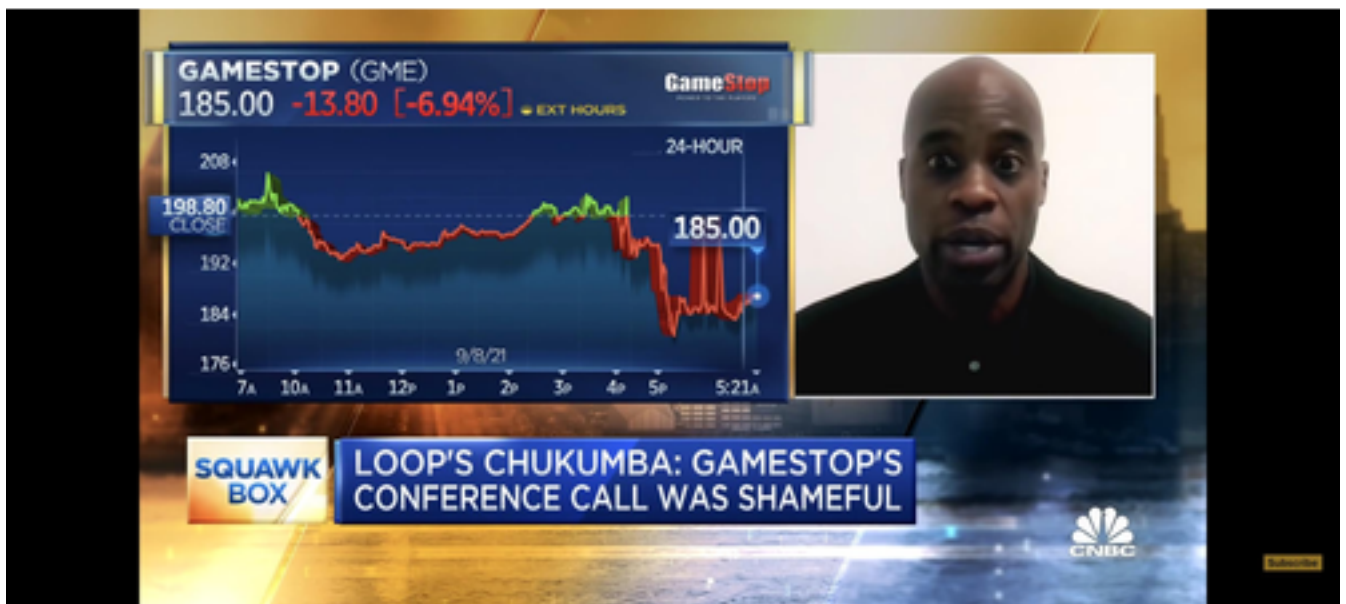 GAMESTOP (GME)
185.00 -13.80 [-6.94%] EXT HOURS
GameStop
24-HOUR
208
198.80
CLOSE
185.00
192
184
176
9/8/21
7A 10A 11A 12P 1P 2P 3P 4P 5P 5:21A
SQUAWK
BOX
LOOP'S CHUKUMBA: GAMESTOP'S
CONFERENCE CALL WAS SHAMEFUL
CNBC
Subscribe